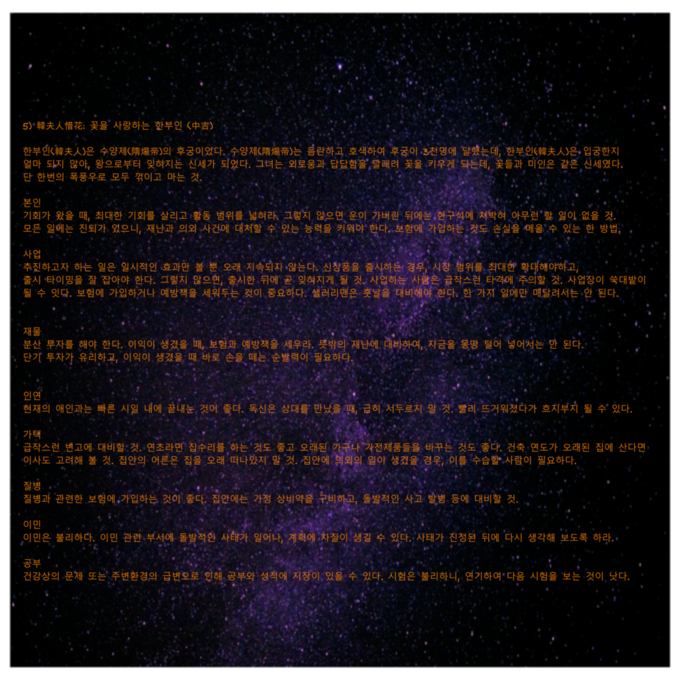 5) 韓夫人惜花. 꽃을 사랑하는 한부인 (中吉)
한부인(韓夫人)은 수양제(隋煬帝)의 후궁이었다. 수양제(隋煬帝)는 음란하고 호색하여 후궁이 3천명에 달했는데, 한부인(韓夫人)은 입궁한지
얼마 되지 않아, 왕으로부터 잊혀지는 신세가 되었다. 그녀는 외로움과 답답함을 달래려 꽃을 키우게 되는데, 꽃들과 미인은 같은 신세였다.
단 한번의 폭풍우로 모두 꺾이고 마는 것.
본인
기회가 왔을 때, 최대한 기회를 살리고 활동 범위를 넓혀라. 그렇지 않으면 운이 가버린 뒤에는 한구석에 처박혀 아무런 할 일이 없을 것.
모든 일에는 진퇴가 있으니, 재난과 의외 사건에 대처할 수 있는 능력을 키워야 한다. 보험에 가입하는 것도 손실을 메울 수 있는 한 방법,
사업
추진하고자 하는 일은 일시적인 효과만 볼 뿐 오래 지속되지 않는다. 신상품을 출시하는 경우, 시장 범위를 최대한 확대해야하고,
출시 타이밍을 잘 잡아야 한다. 그렇지 않으면, 출시한 뒤에 곧 잊혀지게 될 것. 사업하는 사람은 급작스런 타격에 주의할 것. 사업장이 쑥대밭이
될 수 있다. 보험에 가입하거나 예방책을 세워두는 것이 중요하다. 샐러리맨은 훗날을 대비해야 한다. 한 가지 일에만 매달려서는 안 된다.
재물
분산 투자를 해야 한다. 이익이 생겼을 때, 보험과 예방책을 세우라. 뜻밖의 재난에 대비하여, 자금을 몽땅 털어 넣어서는 안 된다.
단기 투자가 유리하고, 이익이 생겼을 때 바로 손을 떼는 순발력이 필요하다.
인연
현재의 애인과는 빠른 시일 내에 끝내는 것이 좋다. 독신은 상대를 만났을 때, 급히 서두르지 말 것. 빨리 뜨거워졌다가 흐지부지 될 수 있다.
가택
급작스런 변고에 대비할 것. 연초라면 집수리를 하는 것도 좋고 오래된 가구나 가전제품들을 바꾸는 것도 좋다. 건축 연도가 오래된 집에 산다면
이사도 고려해 볼 것. 집안의 어른은 집을 오래 떠나있지 말 것. 집안에 의외의 일이 생겼을 경우, 이를 수습할 사람이 필요하다.
질병
질병과 관련한 보험에 가입하는 것이 좋다. 집안에는 가정 상비약을 구비하고, 돌발적인 사고 발병 등에 대비할 것.
이민
이민은 불리하다. 이민 관련 부서에 돌발적인 사태가 일어나, 계획에 차질이 생길 수 있다. 사태가 진정된 뒤에 다시 생각해 보도록 하라.
공부
건강상의 문제 또는 주변환경의 급변으로 인해 공부와 성적에 지장이 있을 수 있다. 시험은 불리하니, 연기하여 다음 시험을 보는 것이 낫다.